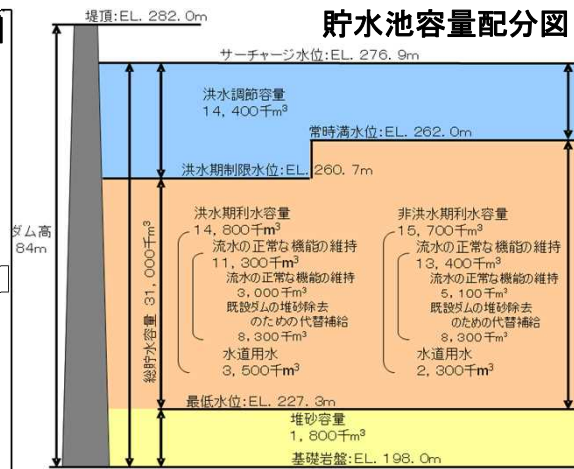 貯水池容量配分図
堤頂:EL. 282.0m
サーチャージ水位:EL. 276.9m
洪水調節容量
14,400千m³
常時満水位:EL. 262.0m
洪水期制限水位:EL. 260.7m
ダム高
84m
総貯水容量 31,000千m³
洪水期利水容量
14,800千m³
流水の正常な機能の維持
11,300千m³
流水の正常な機能の維持
3,000千m³
既設ダムの堆砂除去
のための代替補給
8,300千m³
水道用水
3,500千m³
非洪水期利水容量
15,700千m³
流水の正常な機能の維持
13,400千m³
流水の正常な機能の維持
5,100千m³
既設ダムの堆砂除去
のための代替補給
8,300千m³
水道用水
2,300千m³
最低水位:EL. 227.3m
堆砂容量
1,800千m³
基礎岩盤:EL. 198.0m